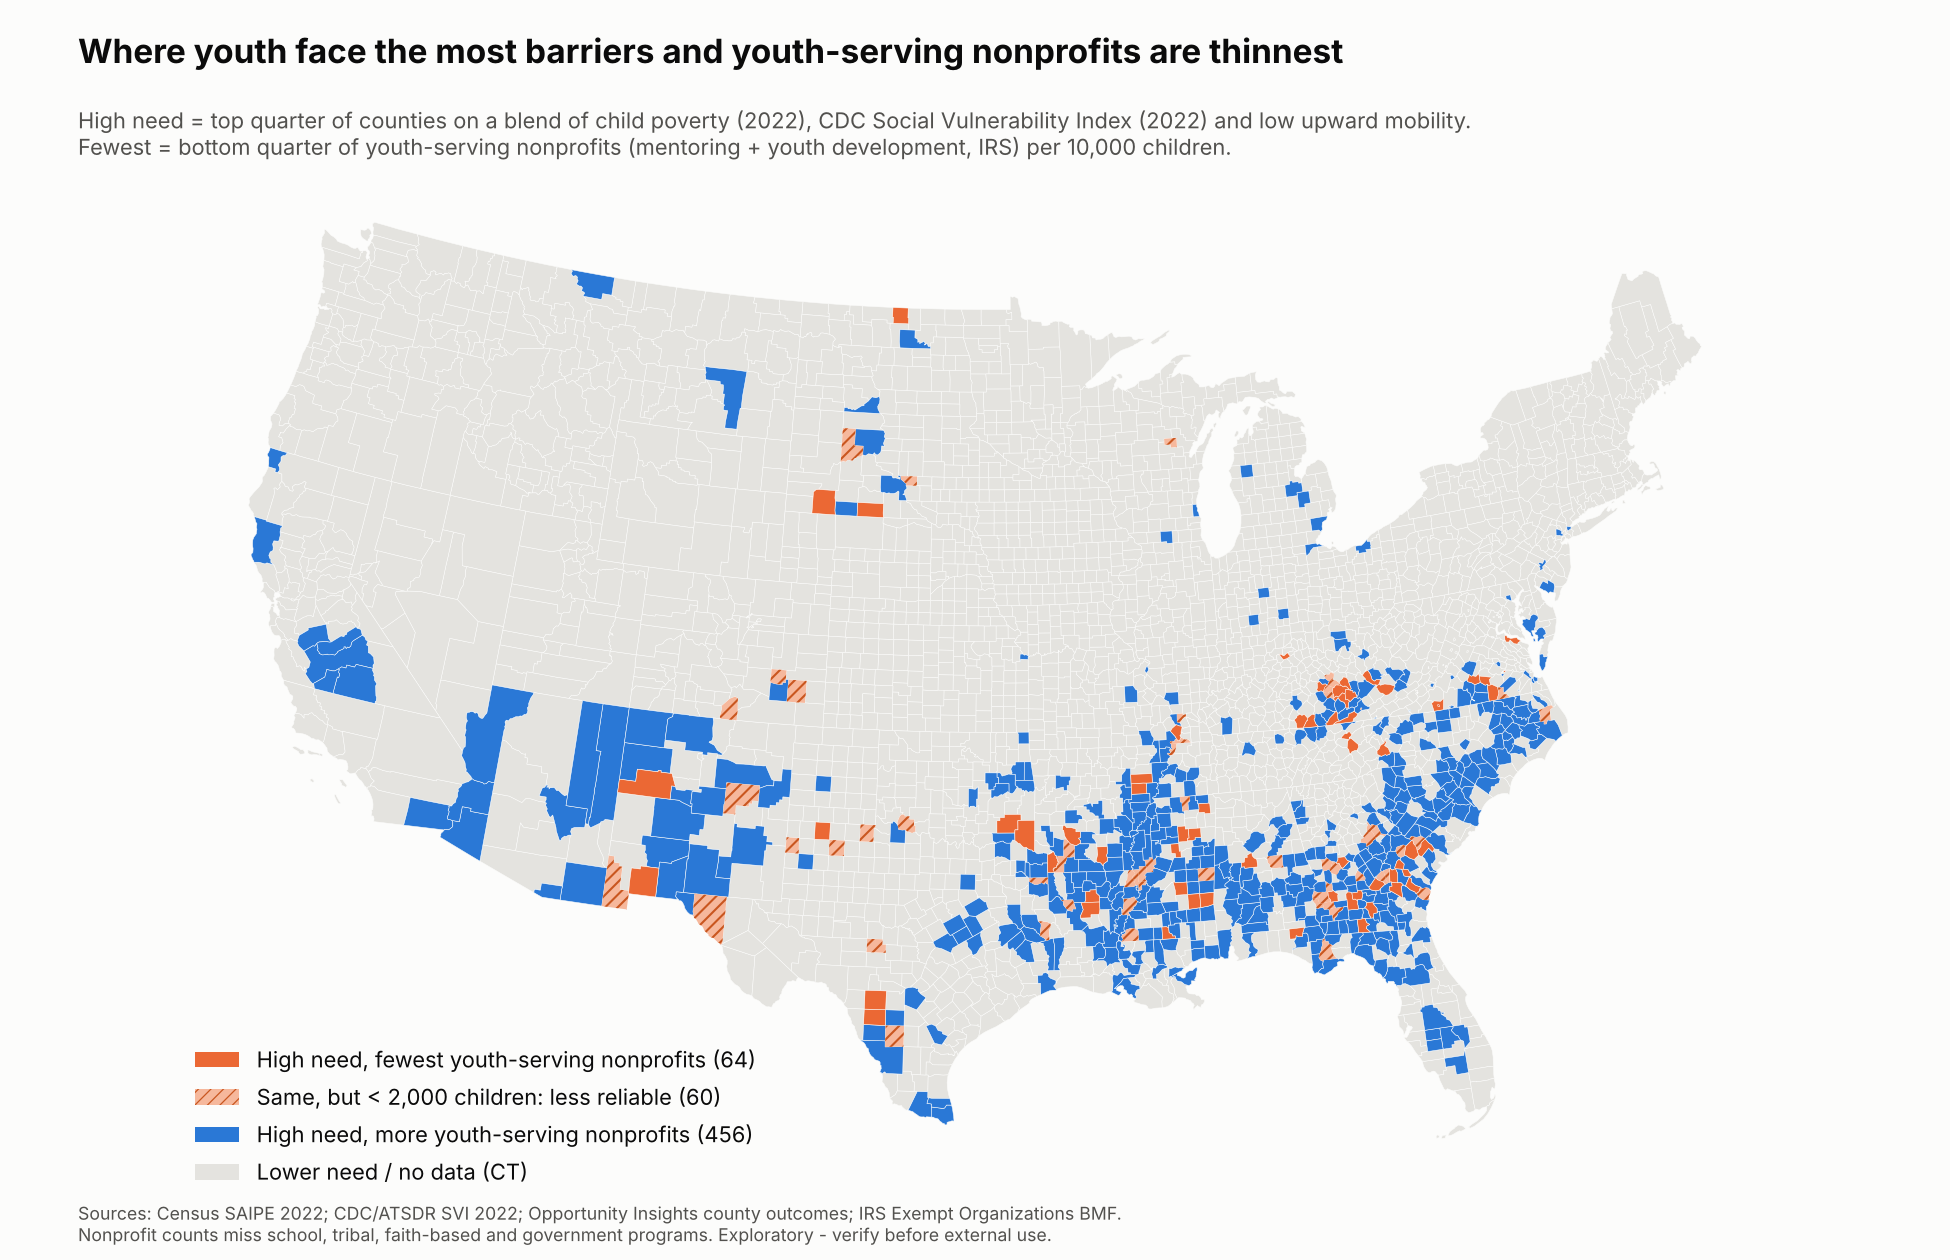 Where youth face the most barriers and youth-serving nonprofits are thinnest
High need = top quarter of counties on a blend of child poverty (2022), CDC Social Vulnerability Index (2022) and low upward mobility.
Fewest = bottom quarter of youth-serving nonprofits (mentoring + youth development, IRS) per 10,000 children.
High need, fewest youth-serving nonprofits (64)
Same, but < 2,000 children: less reliable (60)
High need, more youth-serving nonprofits (456)
Lower need / no data (CT)
Sources: Census SAIPE 2022; CDC/ATSDR SVI 2022; Opportunity Insights county outcomes; IRS Exempt Organizations BMF.
Nonprofit counts miss school, tribal, faith-based and government programs. Exploratory - verify before external use.